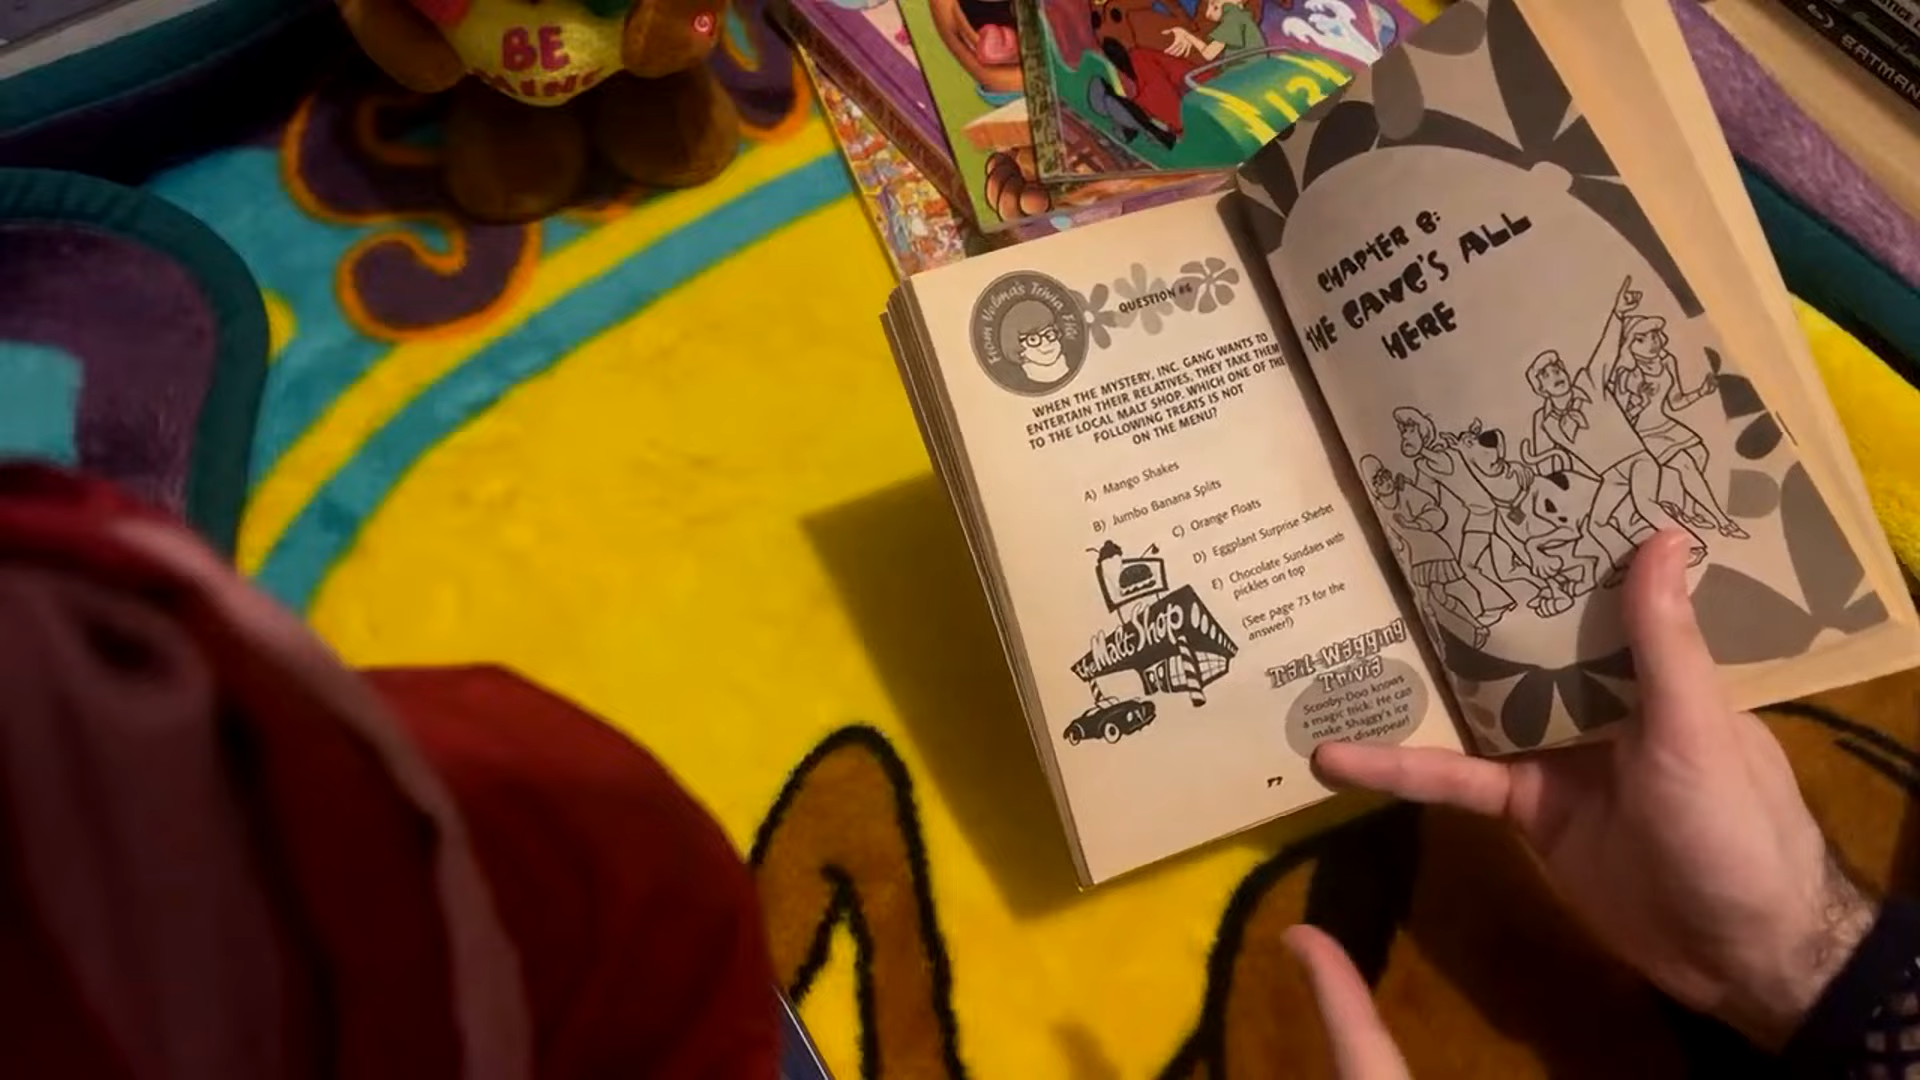 BE
MINE
123
BATMAN
From Velma's Trivia File
QUESTION #6
WHEN THE MYSTERY, INC. GANG WANTS TO
ENTERTAIN THEIR RELATIVES, THEY TAKE THEM
TO THE LOCAL MALT SHOP. WHICH ONE OF THE
FOLLOWING TREATS IS NOT
ON THE MENU?
A) Mango Shakes
B) Jumbo Banana Splits
C) Orange Floats
D) Eggplant Surprise Sherbet
E) Chocolate Sundaes with
pickles on top
(See page 73 for the
answer!)
the Malt Shop
Tail-Wagging
Trivia
Scooby-Doo knows
a magic trick. He can
make Shaggy's ice
disappear!
CHAPTER 8:
THE GANG'S ALL
HERE